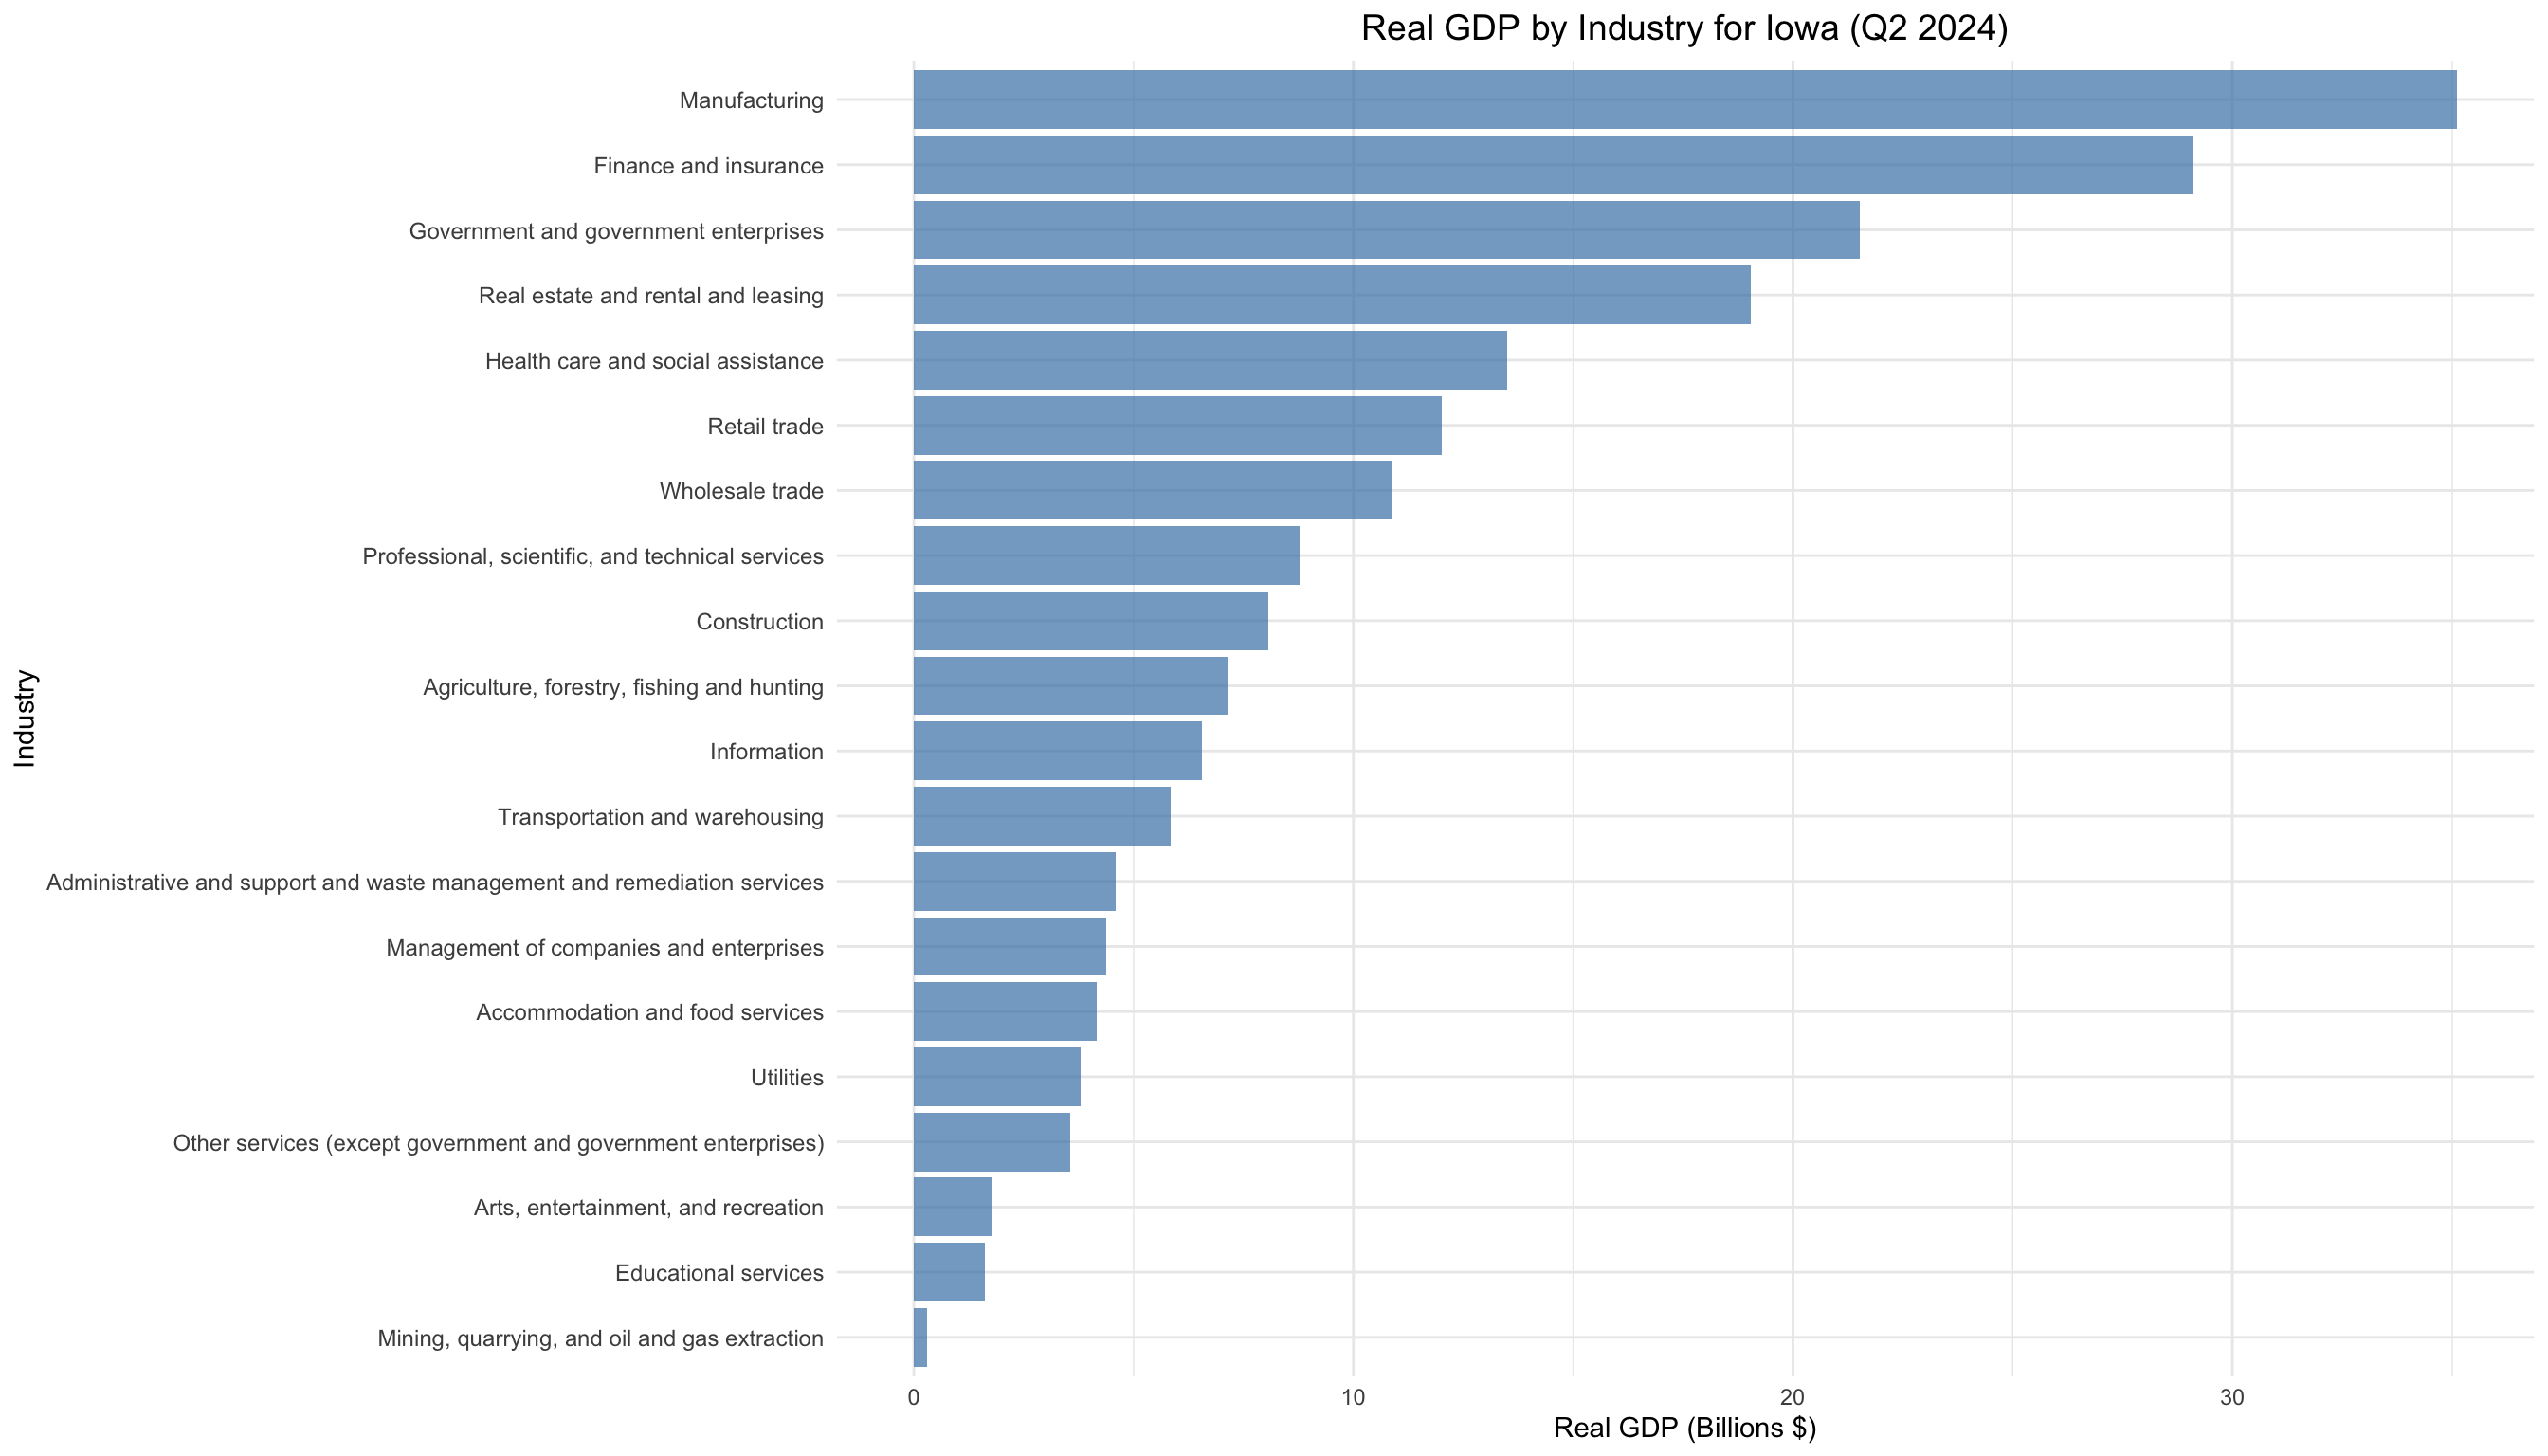 Real GDP by Industry for Iowa (Q2 2024)
Manufacturing
Finance and insurance
Government and government enterprises
Real estate and rental and leasing
Health care and social assistance
Retail trade
Wholesale trade
Professional, scientific, and technical services
Construction
Agriculture, forestry, fishing and hunting
Information
Transportation and warehousing
Administrative and support and waste management and remediation services
Management of companies and enterprises
Accommodation and food services
Utilities
Other services (except government and government enterprises)
Arts, entertainment, and recreation
Educational services
Mining, quarrying, and oil and gas extraction
Industry
0 10 20 30
Real GDP (Billions $)